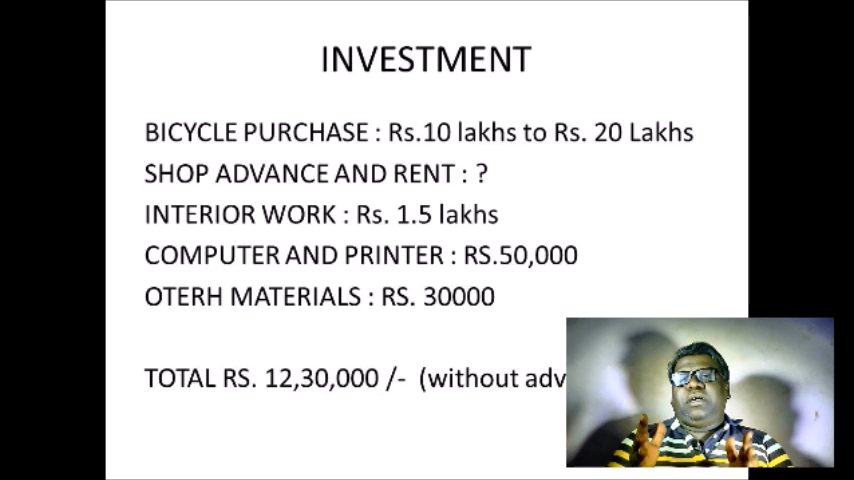 INVESTMENT
BICYCLE PURCHASE : Rs.10 lakhs to Rs. 20 Lakhs
SHOP ADVANCE AND RENT : ?
INTERIOR WORK : Rs. 1.5 lakhs
COMPUTER AND PRINTER : RS.50,000
OTERH MATERIALS : RS. 30000
TOTAL RS. 12,30,000 /- (without adv